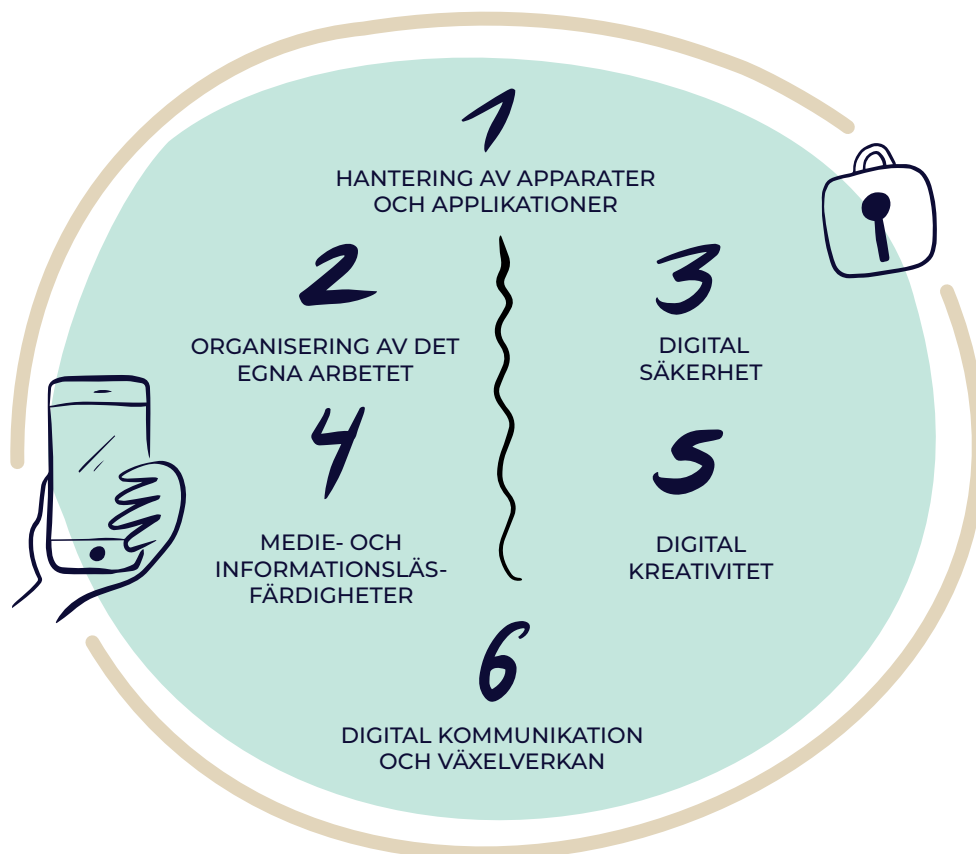 1
HANTERING AV APPARATER
OCH APPLIKATIONER
2
ORGANISERING AV DET
EGNA ARBETET
3
DIGITAL
SÄKERHET
4
MEDIE- OCH
INFORMATIONSLÄS-
FÄRDIGHETER
5
DIGITAL
KREATIVITET
6
DIGITAL KOMMUNIKATION
OCH VÄXELVERKAN